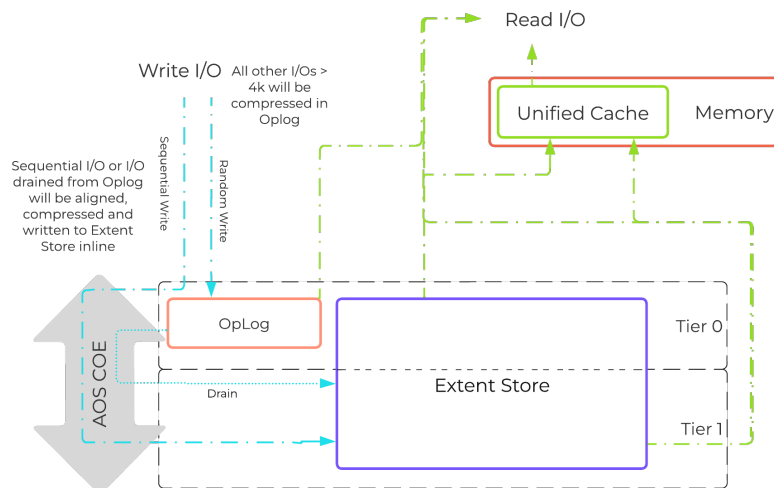 Read I/O
Write I/O
All other I/Os >
4k will be
compressed in
Oplog
Unified Cache
Memory
Sequential I/O or I/O
drained from Oplog
will be aligned,
compressed and
written to Extent
Store inline
Sequential Write
Random Write
OpLog
Tier 0
AOS COE
Extent Store
Drain
Tier 1